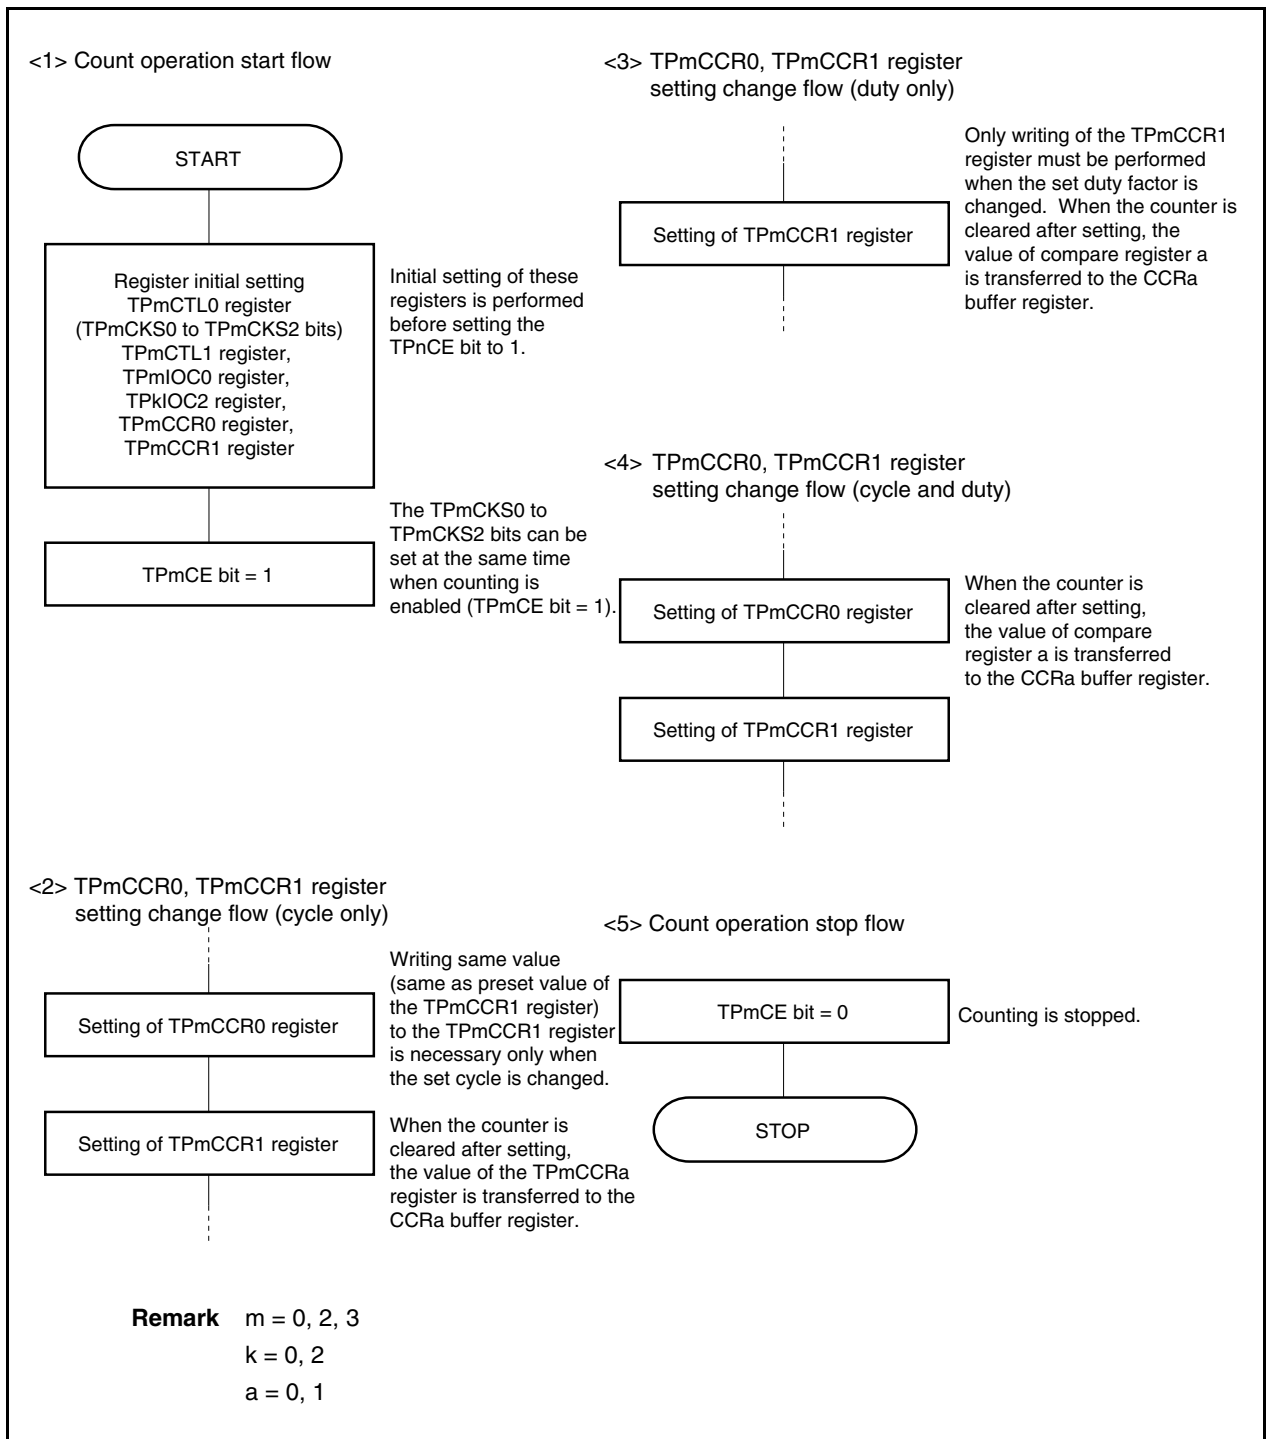 <1> Count operation start flow
START
Register initial setting
TPmCTL0 register
(TPmCKS0 to TPmCKS2 bits)
TPmCTL1 register,
TPmIOC0 register,
TPkIOC2 register,
TPmCCR0 register,
TPmCCR1 register
Initial setting of these
registers is performed
before setting the
TPnCE bit to 1.
TPmCE bit = 1
The TPmCKS0 to
TPmCKS2 bits can be
set at the same time
when counting is
enabled (TPmCE bit = 1).
<2> TPmCCR0, TPmCCR1 register
setting change flow (cycle only)
Setting of TPmCCR0 register
Writing same value
(same as preset value of
the TPmCCR1 register)
to the TPmCCR1 register
is necessary only when
the set cycle is changed.
Setting of TPmCCR1 register
When the counter is
cleared after setting,
the value of the TPmCCRa
register is transferred to the
CCRa buffer register.
<3> TPmCCR0, TPmCCR1 register
setting change flow (duty only)
Setting of TPmCCR1 register
Only writing of the TPmCCR1
register must be performed
when the set duty factor is
changed. When the counter is
cleared after setting, the
value of compare register a
is transferred to the CCRa
buffer register.
<4> TPmCCR0, TPmCCR1 register
setting change flow (cycle and duty)
Setting of TPmCCR0 register
When the counter is
cleared after setting,
the value of compare
register a is transferred
to the CCRa buffer register.
Setting of TPmCCR1 register
<5> Count operation stop flow
TPmCE bit = 0
Counting is stopped.
STOP
Remark m = 0, 2, 3
k = 0, 2
a = 0, 1